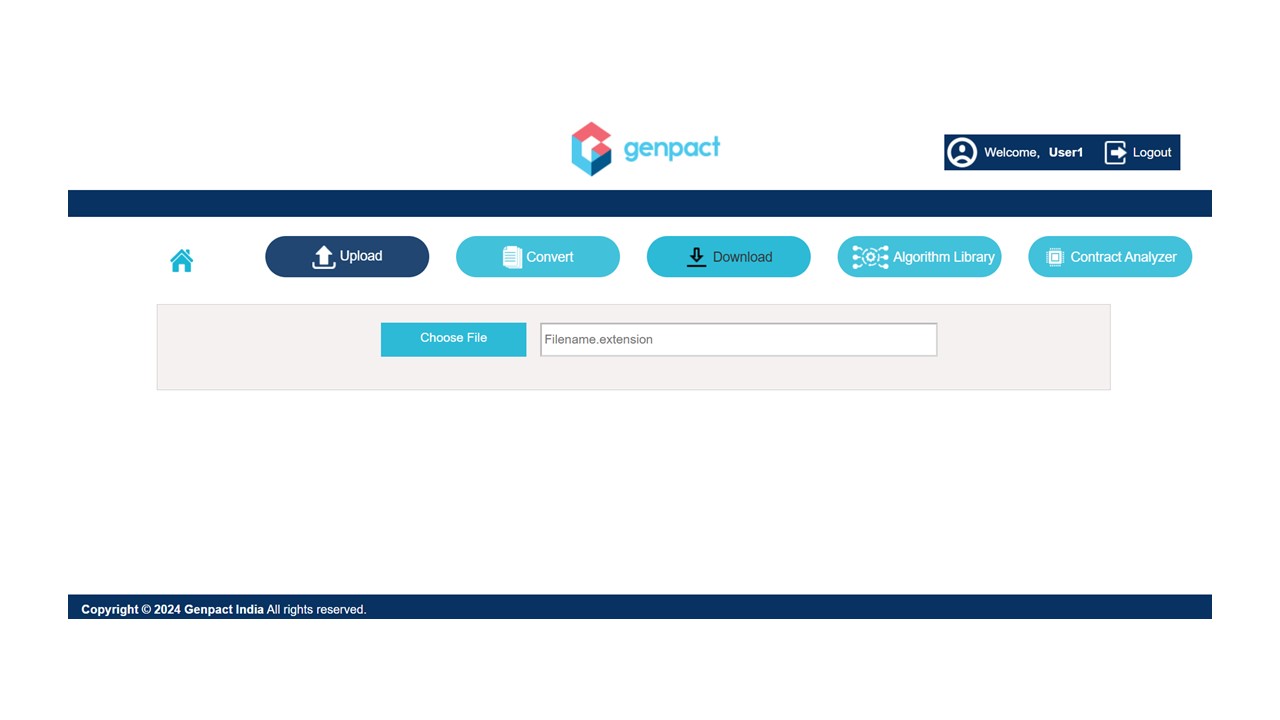 genpact
Welcome, User1 Logout
Upload Convert Download Algorithm Library Contract Analyzer
Choose File Filename.extension
Copyright © 2024 Genpact India All rights reserved.